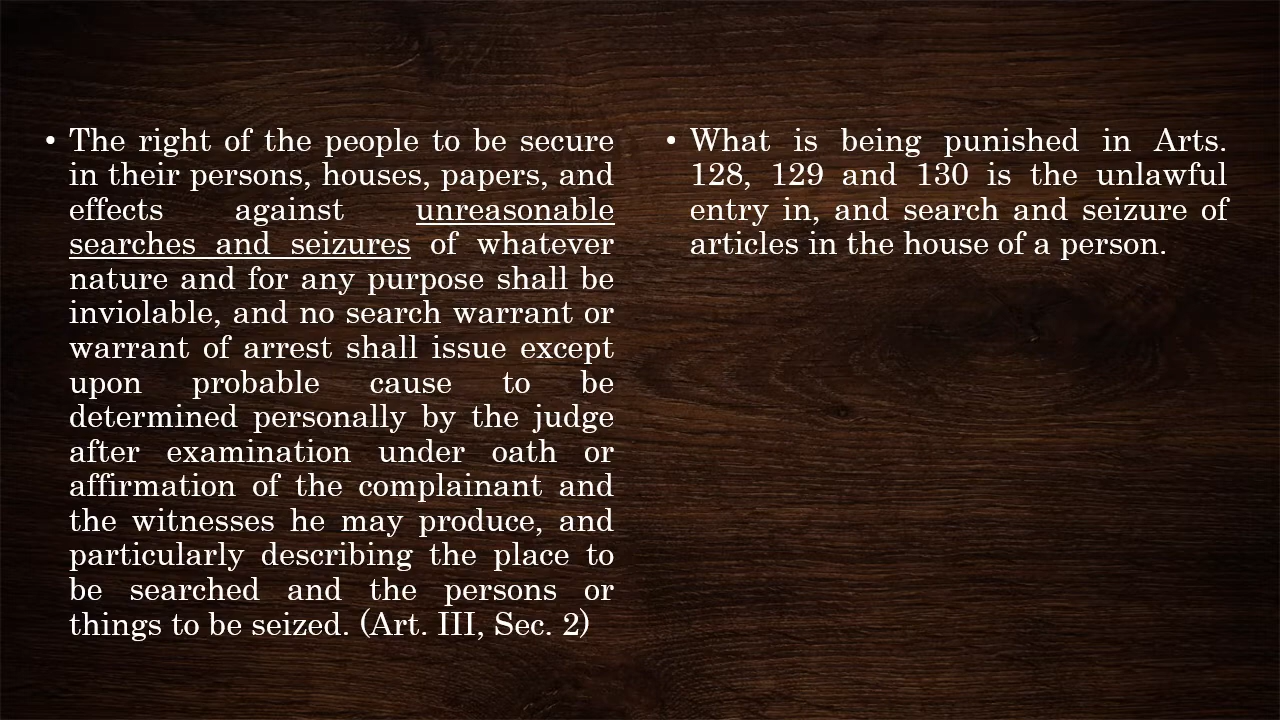 • The right of the people to be secure
in their persons, houses, papers, and
effects against unreasonable
searches and seizures of whatever
nature and for any purpose shall be
inviolable, and no search warrant or
warrant of arrest shall issue except
upon probable cause to be
determined personally by the judge
after examination under oath or
affirmation of the complainant and
the witnesses he may produce, and
particularly describing the place to
be searched and the persons or
things to be seized. (Art. III, Sec. 2)
• What is being punished in Arts.
128, 129 and 130 is the unlawful
entry in, and search and seizure of
articles in the house of a person.